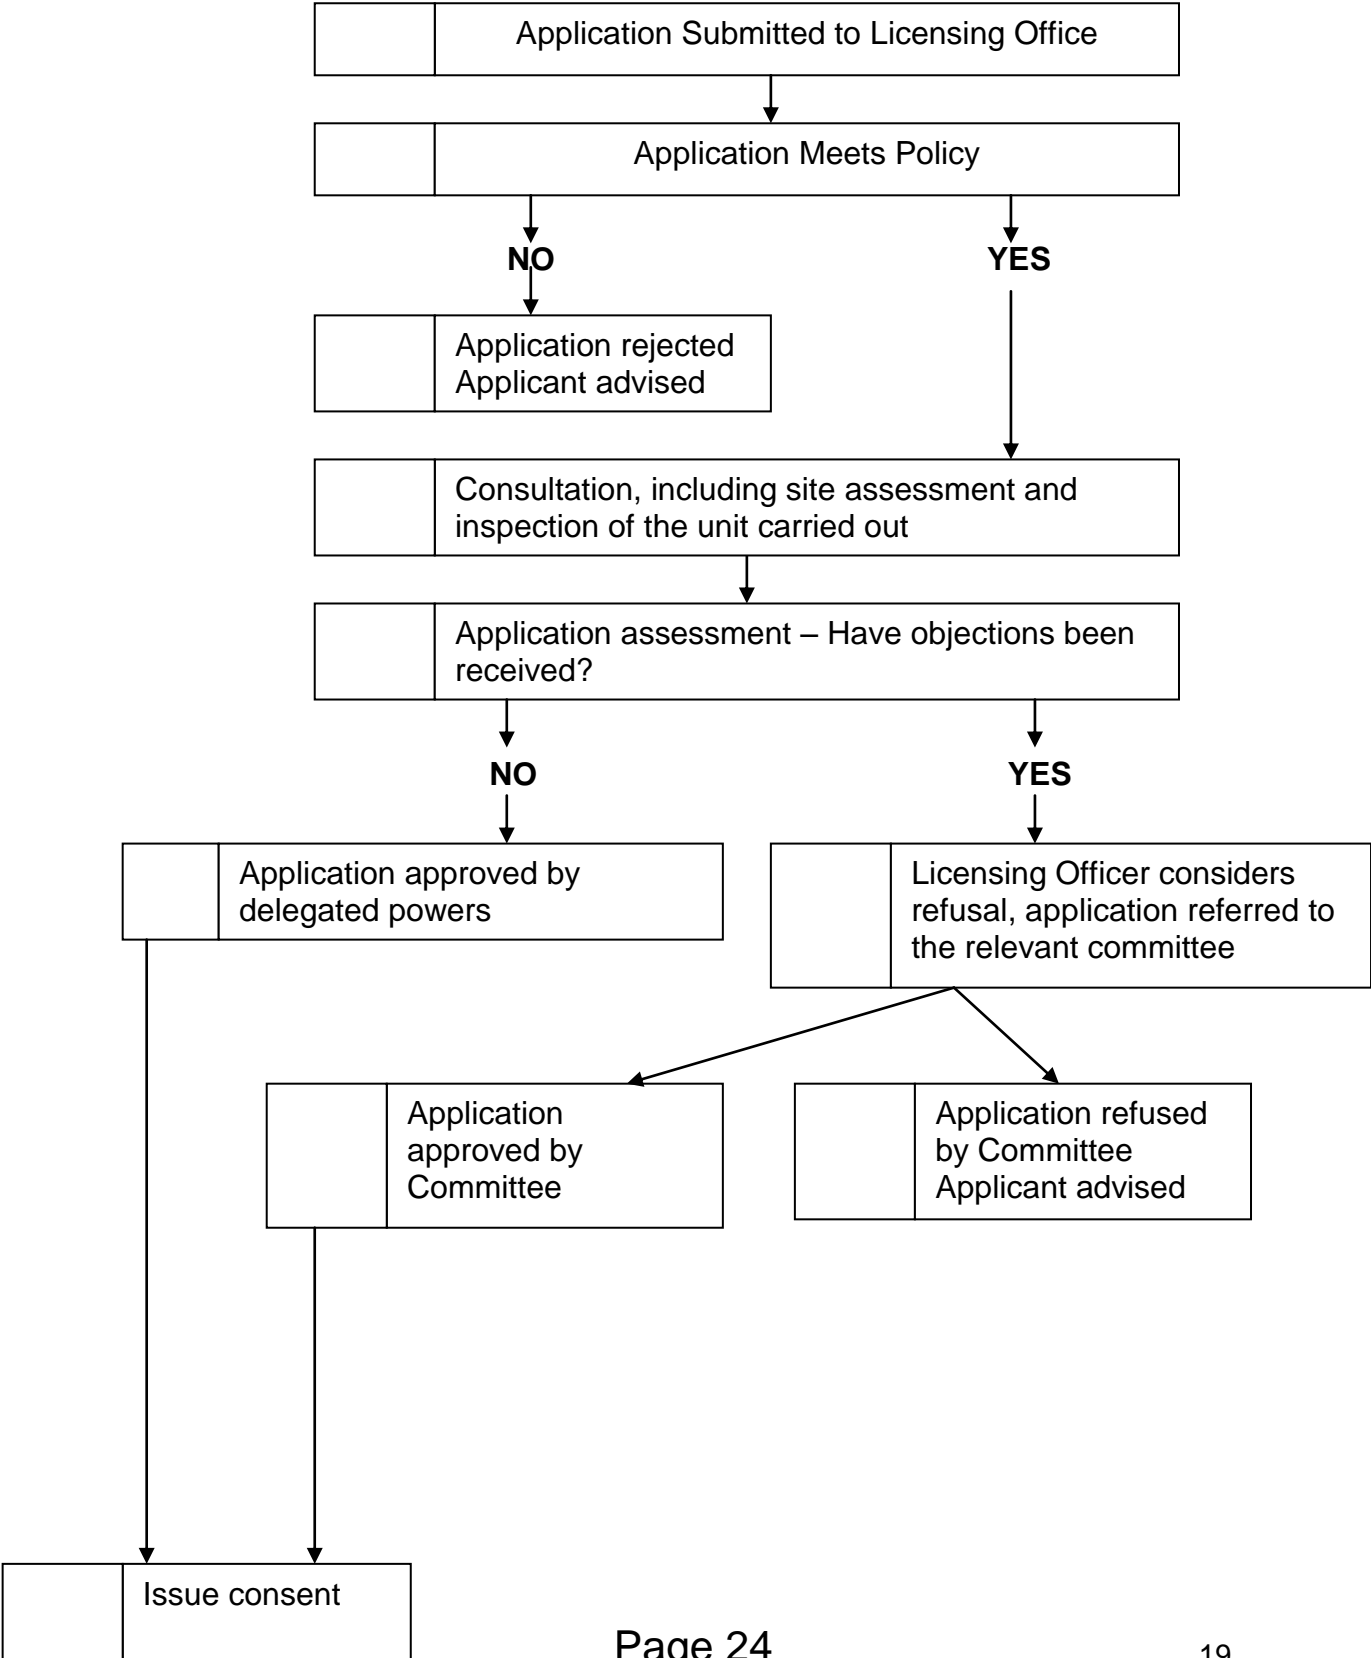 Application Submitted to Licensing Office
Application Meets Policy
NO
YES
Application rejected
Applicant advised
Consultation, including site assessment and
inspection of the unit carried out
Application assessment – Have objections been
received?
NO
YES
Application approved by
delegated powers
Licensing Officer considers
refusal, application referred to
the relevant committee
Application
approved by
Committee
Application refused
by Committee
Applicant advised
Issue consent
Page 24
19